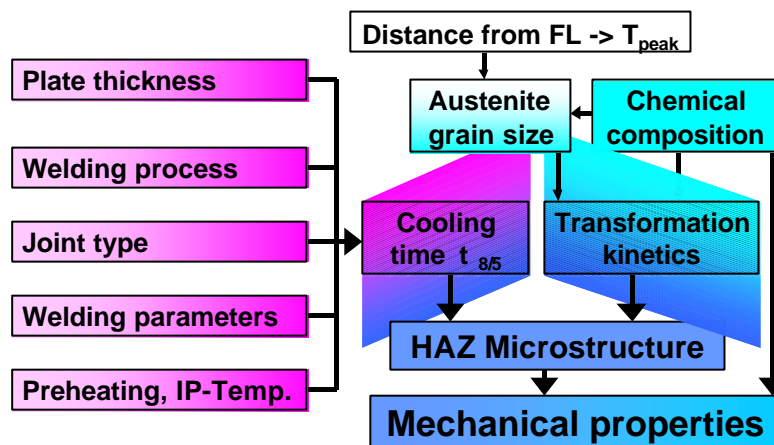 Distance from FL -> Tpeak
Plate thickness
Austenite
grain size
Chemical
composition
Welding process
Joint type
Cooling
time t 8/5
Transformation
kinetics
Welding parameters
HAZ Microstructure
Preheating, IP-Temp.
Mechanical properties